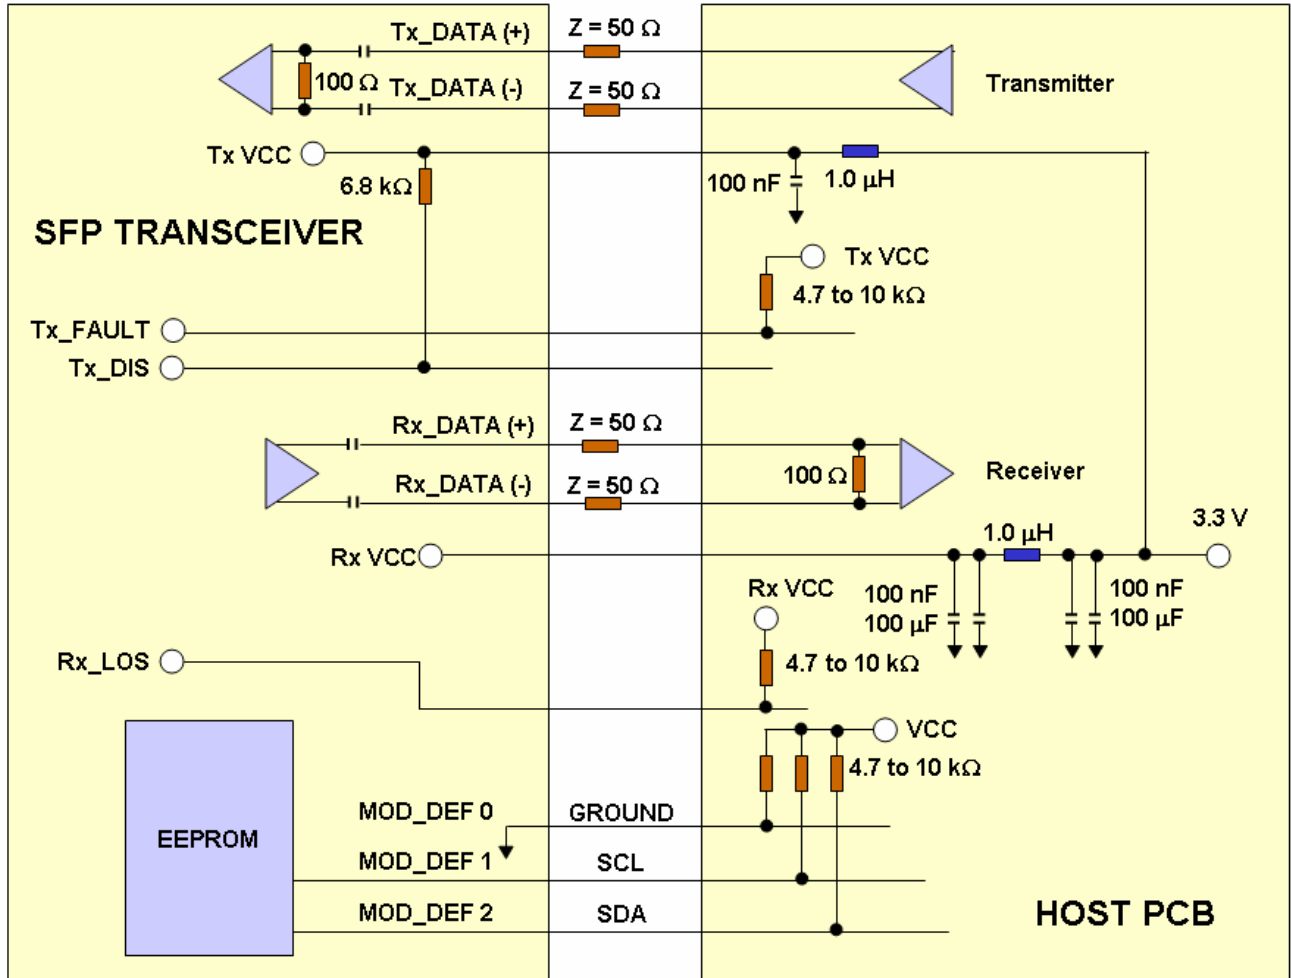 Tx_DATA (+)
Z = 50 Ω
100 Ω
Tx_DATA (-)
Z = 50 Ω
Transmitter
Tx VCC
6.8 kΩ
100 nF
1.0 μH
SFP TRANSCEIVER
Tx VCC
4.7 to 10 kΩ
Tx_FAULT
Tx_DIS
Rx_DATA (+)
Z = 50 Ω
100 Ω
Receiver
Rx_DATA (-)
Z = 50 Ω
3.3 V
1.0 μH
Rx VCC
Rx VCC
100 nF
100 μF
100 nF
100 μF
Rx_LOS
4.7 to 10 kΩ
VCC
4.7 to 10 kΩ
MOD_DEF 0
GROUND
EEPROM
MOD_DEF 1
SCL
MOD_DEF 2
SDA
HOST PCB